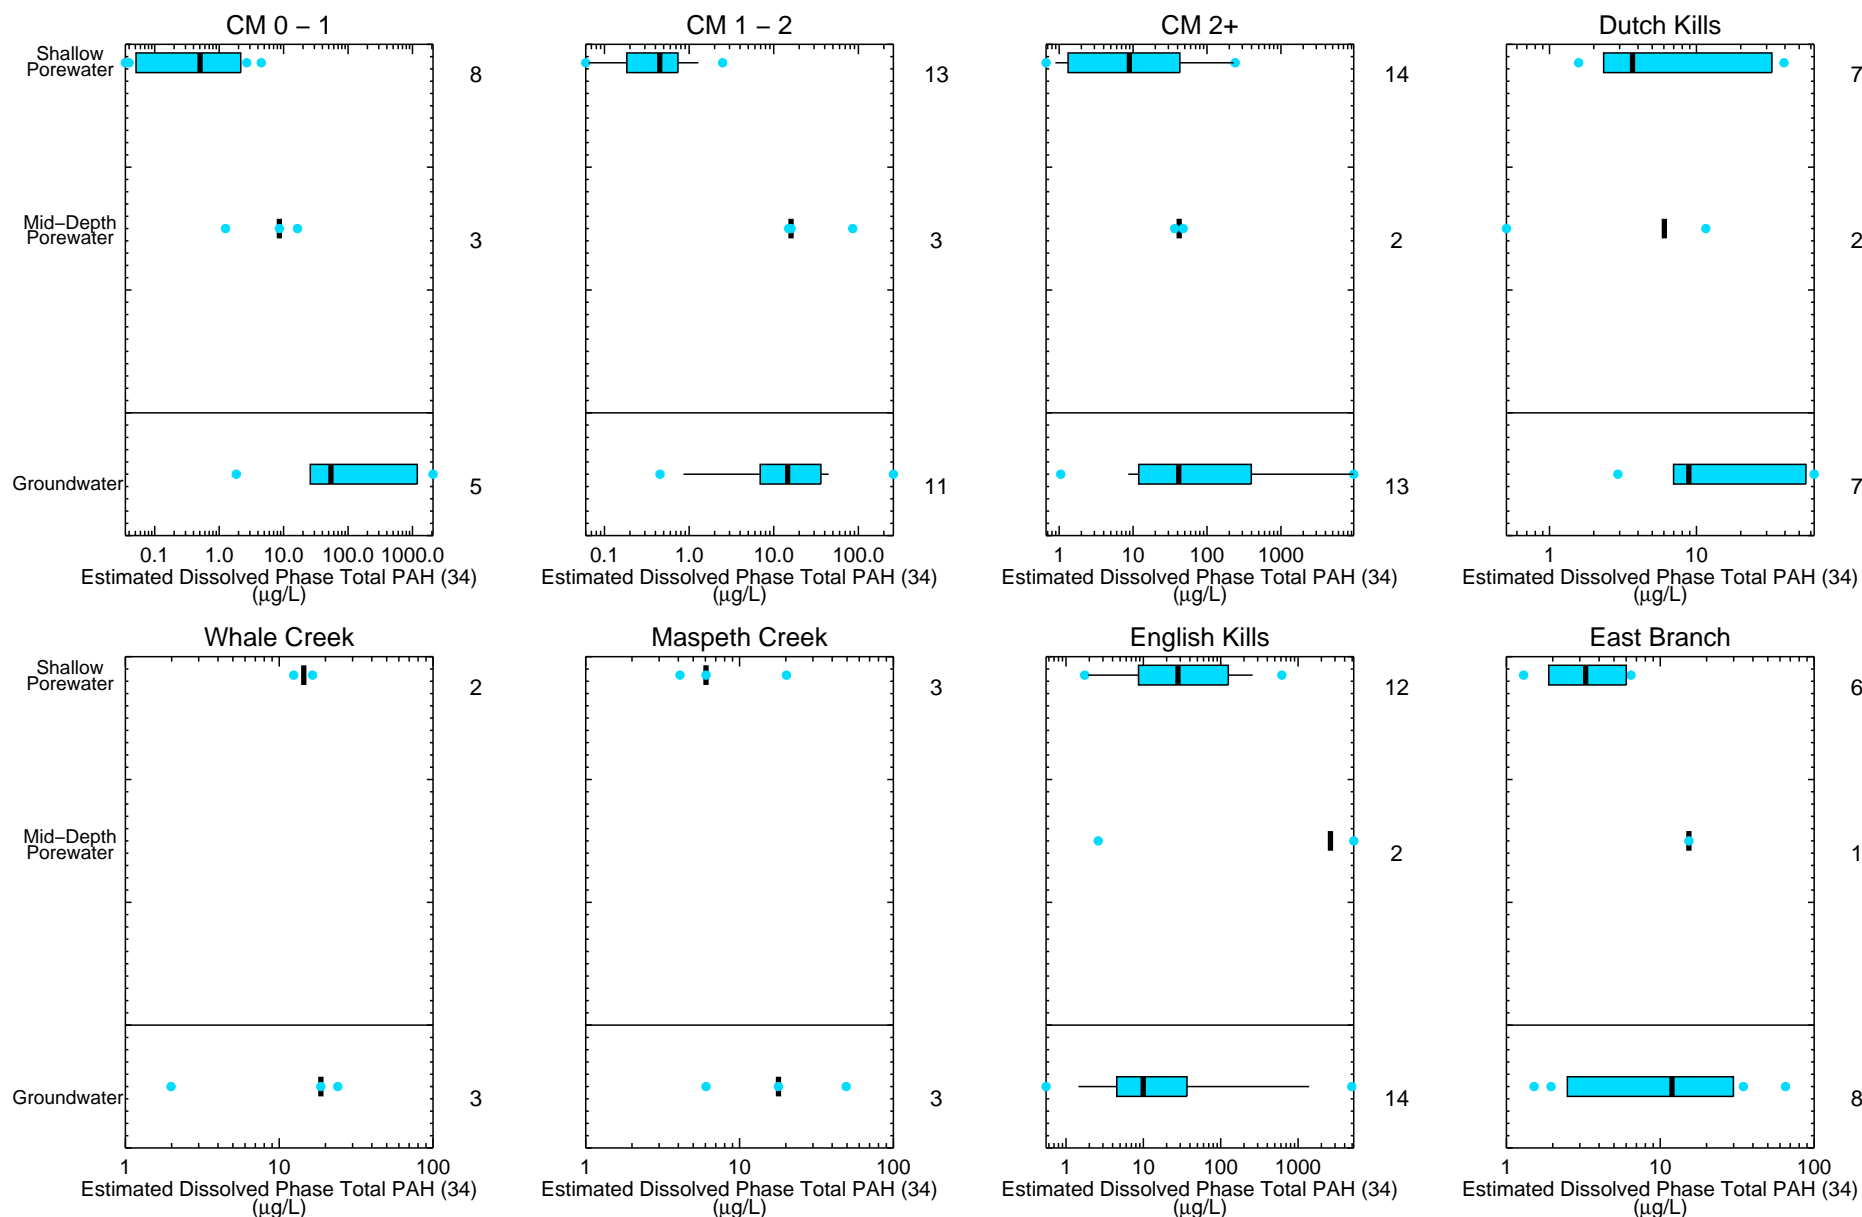 CM 0 – 1
Shallow
Porewater
8
Mid–Depth
Porewater
3
Groundwater
5
0.1 1.0 10.0 100.0 1000.0
Estimated Dissolved Phase Total PAH (34)
(µg/L)
CM 1 – 2
13
3
11
0.1 1.0 10.0 100.0
Estimated Dissolved Phase Total PAH (34)
(µg/L)
CM 2+
14
2
13
1 10 100 1000
Estimated Dissolved Phase Total PAH (34)
(µg/L)
Dutch Kills
7
2
7
1 10
Estimated Dissolved Phase Total PAH (34)
(µg/L)
Whale Creek
Shallow
Porewater
2
Mid–Depth
Porewater
Groundwater
3
1 10 100
Estimated Dissolved Phase Total PAH (34)
(µg/L)
Maspeth Creek
3
3
1 10 100
Estimated Dissolved Phase Total PAH (34)
(µg/L)
English Kills
12
2
14
1 10 100 1000
Estimated Dissolved Phase Total PAH (34)
(µg/L)
East Branch
6
1
8
1 10 100
Estimated Dissolved Phase Total PAH (34)
(µg/L)